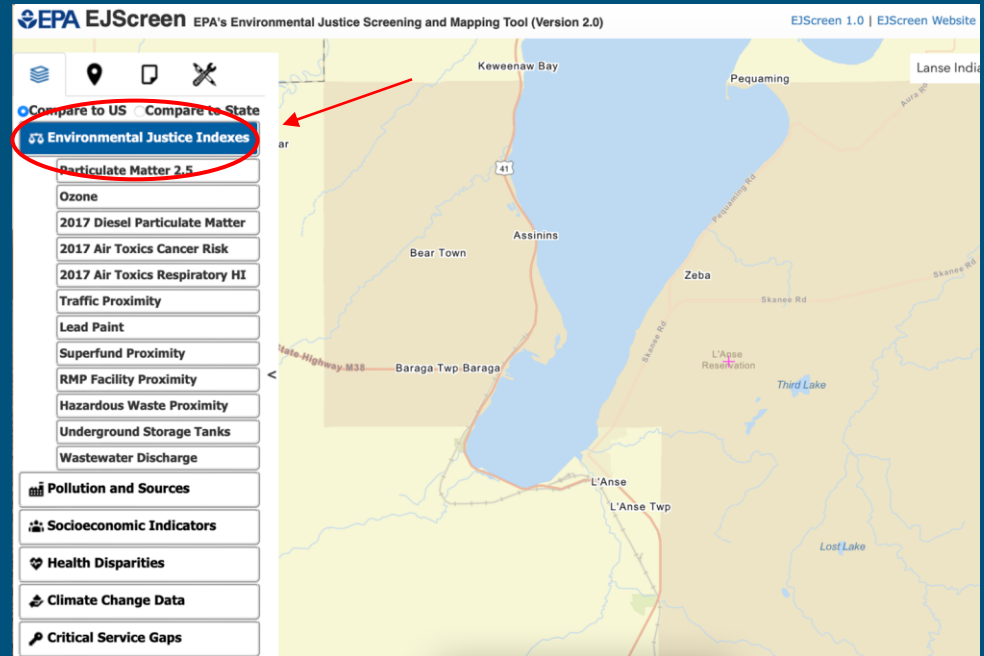 EPA EJScreen EPA's Environmental Justice Screening and Mapping Tool (Version 2.0)
EJScreen 1.0 | EJScreen Website
Compare to US Compare to State
Environmental Justice Indexes
Particulate Matter 2.5
Ozone
2017 Diesel Particulate Matter
2017 Air Toxics Cancer Risk
2017 Air Toxics Respiratory HI
Traffic Proximity
Lead Paint
Superfund Proximity
RMP Facility Proximity
Hazardous Waste Proximity
Underground Storage Tanks
Wastewater Discharge
Pollution and Sources
Socioeconomic Indicators
Health Disparities
Climate Change Data
Critical Service Gaps
<
Keweenaw Bay
Pequaming
Lanse India
ar
41
Pequaming Rd
Assinins
Bear Town
Zeba
Skanee Rd
Skanee Rd
Skanee Rd
State Highway M38
Baraga Twp Baraga
L'Anse
Reservation
Third Lake
L'Anse
L'Anse Twp
Lost Lake